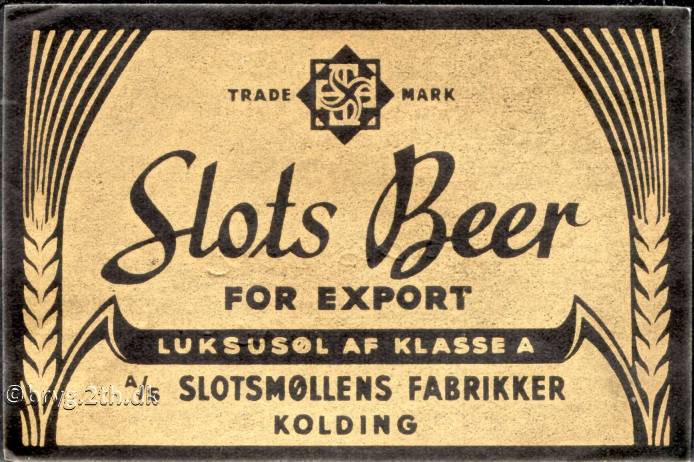 TRADE MARK
Slots Beer
FOR EXPORT
LUKSUSØL AF KLASSE A
A/S SLOTSMØLLENS FABRIKKER
KOLDING
©bryg.2th.dk